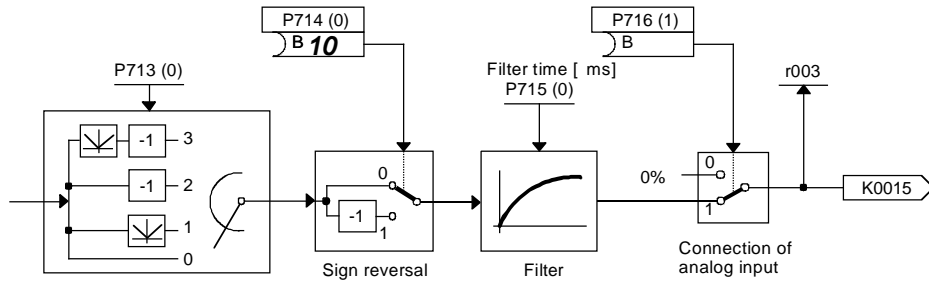 P714 (0)
B 10
P716 (1)
B
P713 (0)
Filter time [ ms]
P715 (0)
r003
3
-1
2
-1
1
0
0
-1
1
0%
0
1
K0015
Sign reversal
Filter
Connection of
analog input